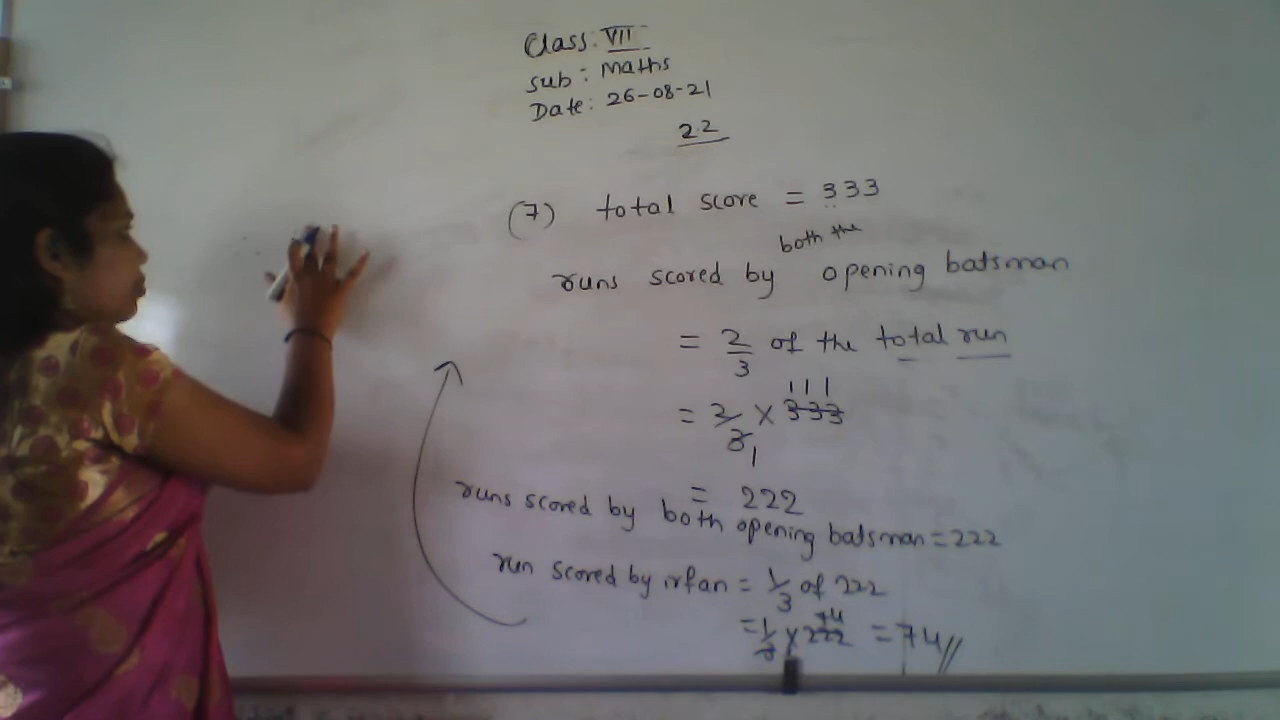 Class: VII
Sub: Maths
Date: 26-08-21
2.2
(7) total score = 333
both the
runs scored by opening batsman
= 2/3 of the total run
111
= 2/3 × 333
1
= 222
runs scored by both opening batsman = 222
run scored by irfan = 1/3 of 222
74
= 1/3 × 222 = 74//